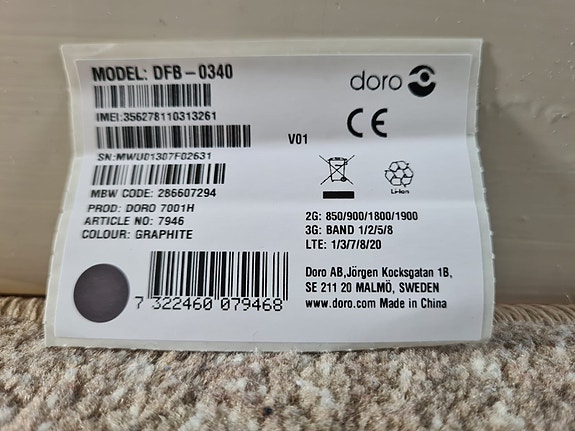 MODEL: DFB-0340
doro
IMEI:356278110313261
CE
SN:MWU01307F02631
V01
MBW CODE: 286607294
Li-ion
PROD: DORO 7001H
ARTICLE NO: 7946
COLOUR: GRAPHITE
2G: 850/900/1800/1900
3G: BAND 1/2/5/8
LTE: 1/3/7/8/20
7 322460 079468
Doro AB,Jörgen Kocksgatan 1B,
SE 211 20 MALMÖ, SWEDEN
www.doro.com Made in China